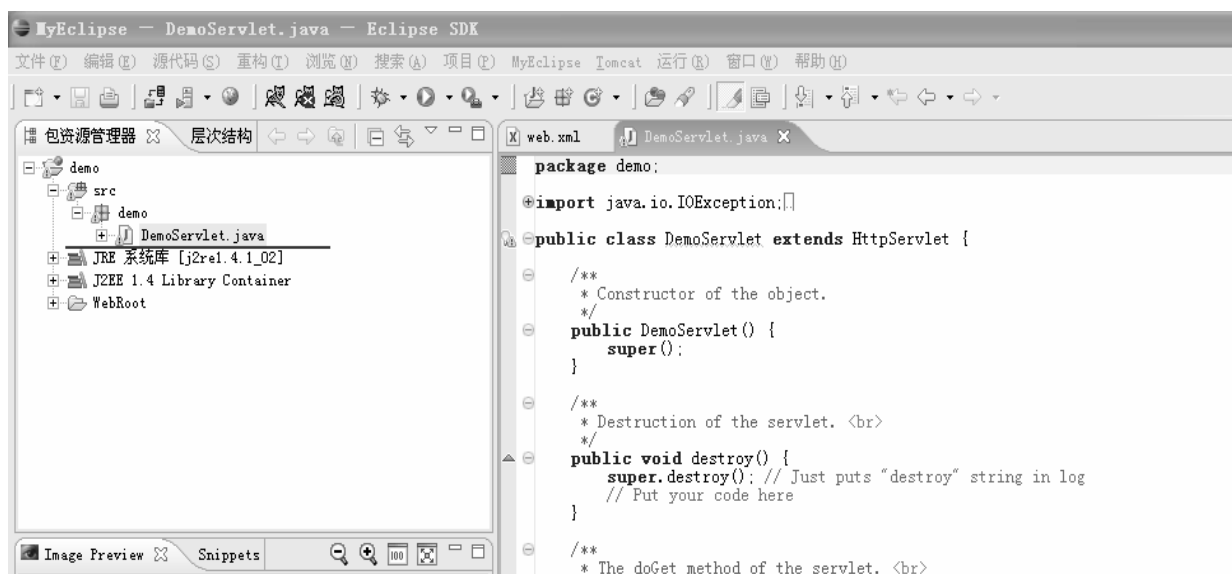 MyEclipse - DemoServlet.java - Eclipse SDK
文件(F) 编辑(E) 源代码(S) 重构(T) 浏览(N) 搜索(A) 项目(P) MyEclipse Tomcat 运行(R) 窗口(W) 帮助(H)
包资源管理器 层次结构
web.xml DemoServlet.java
demo
src
demo
DemoServlet.java
JRE 系统库 [j2re1.4.1_02]
J2EE 1.4 Library Container
WebRoot
package demo;
import java.io.IOException;
public class DemoServlet extends HttpServlet {
/**
* Constructor of the object.
*/
public DemoServlet() {
super();
}
/**
* Destruction of the servlet. <br>
*/
public void destroy() {
super.destroy(); // Just puts "destroy" string in log
// Put your code here
}
/**
* The doGet method of the servlet. <br>
Image Preview Snippets 100